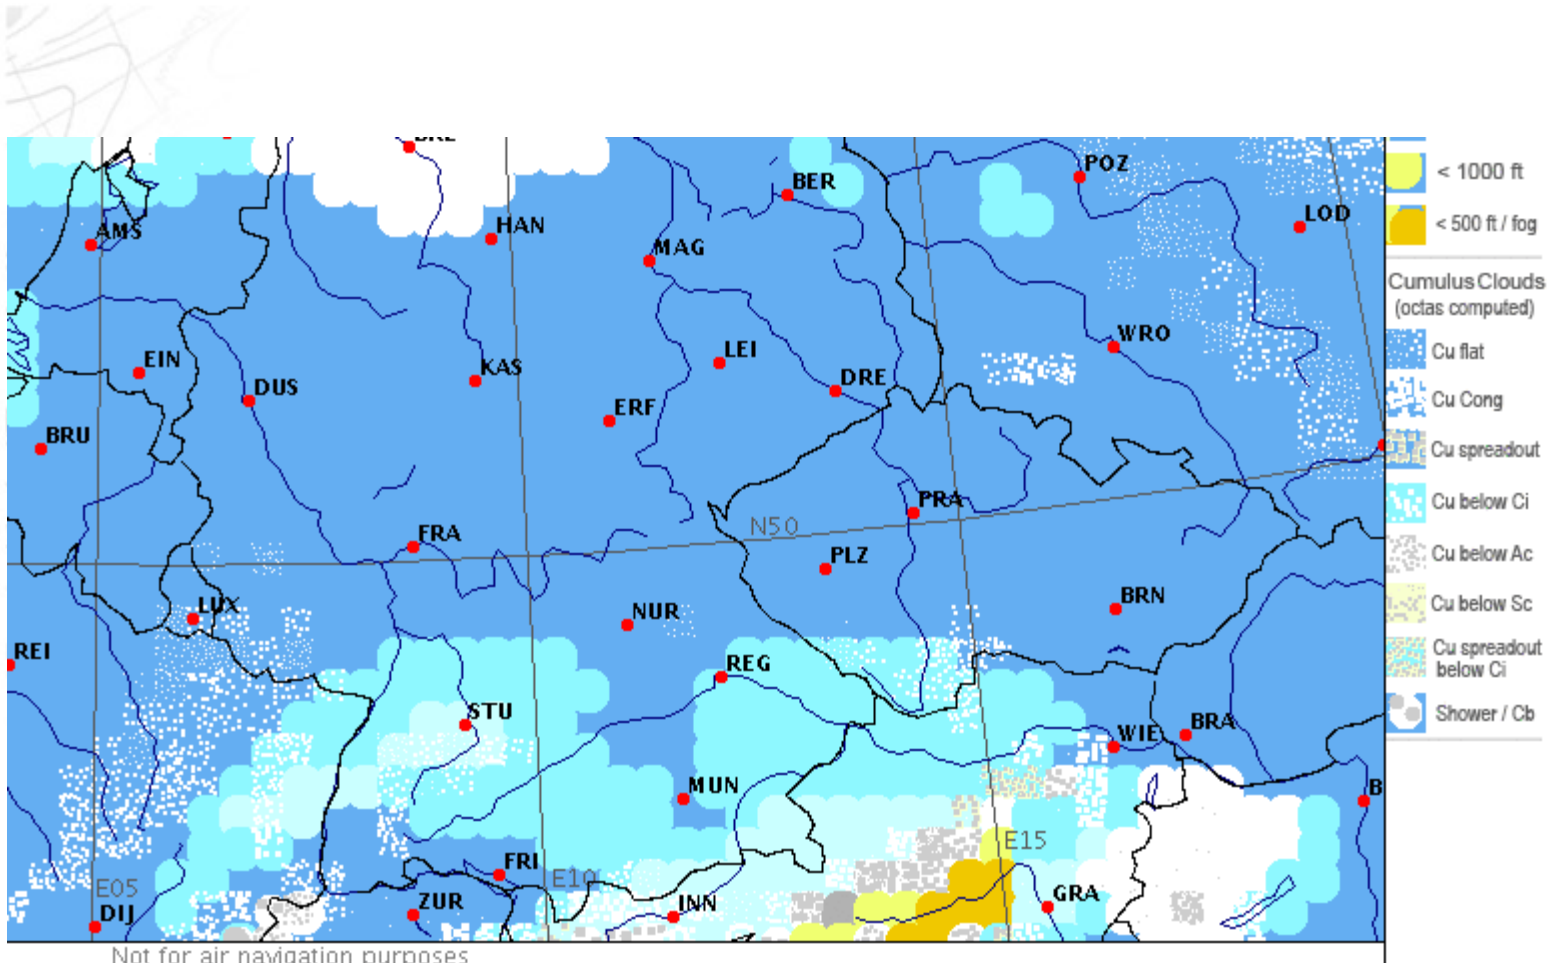 BER
POZ
< 1000 ft
LOD
< 500 ft / fog
AMS
HAN
MAG
Cumulus Clouds
(octas computed)
WRO
EIN
LEI
Cu flat
KAS
DUS
DRE
ERF
Cu Cong
BRU
Cu spreadout
PRA
Cu below Ci
N50
FRA
PLZ
Cu below Ac
LUX
NUR
BRN
Cu below Sc
REI
REG
Cu spreadout
below Ci
STU
WIE
BRA
Shower / Cb
MUN
B
E15
FRI
E10
E05
DIJ
ZUR
INN
GRA
Not for air navigation purposes